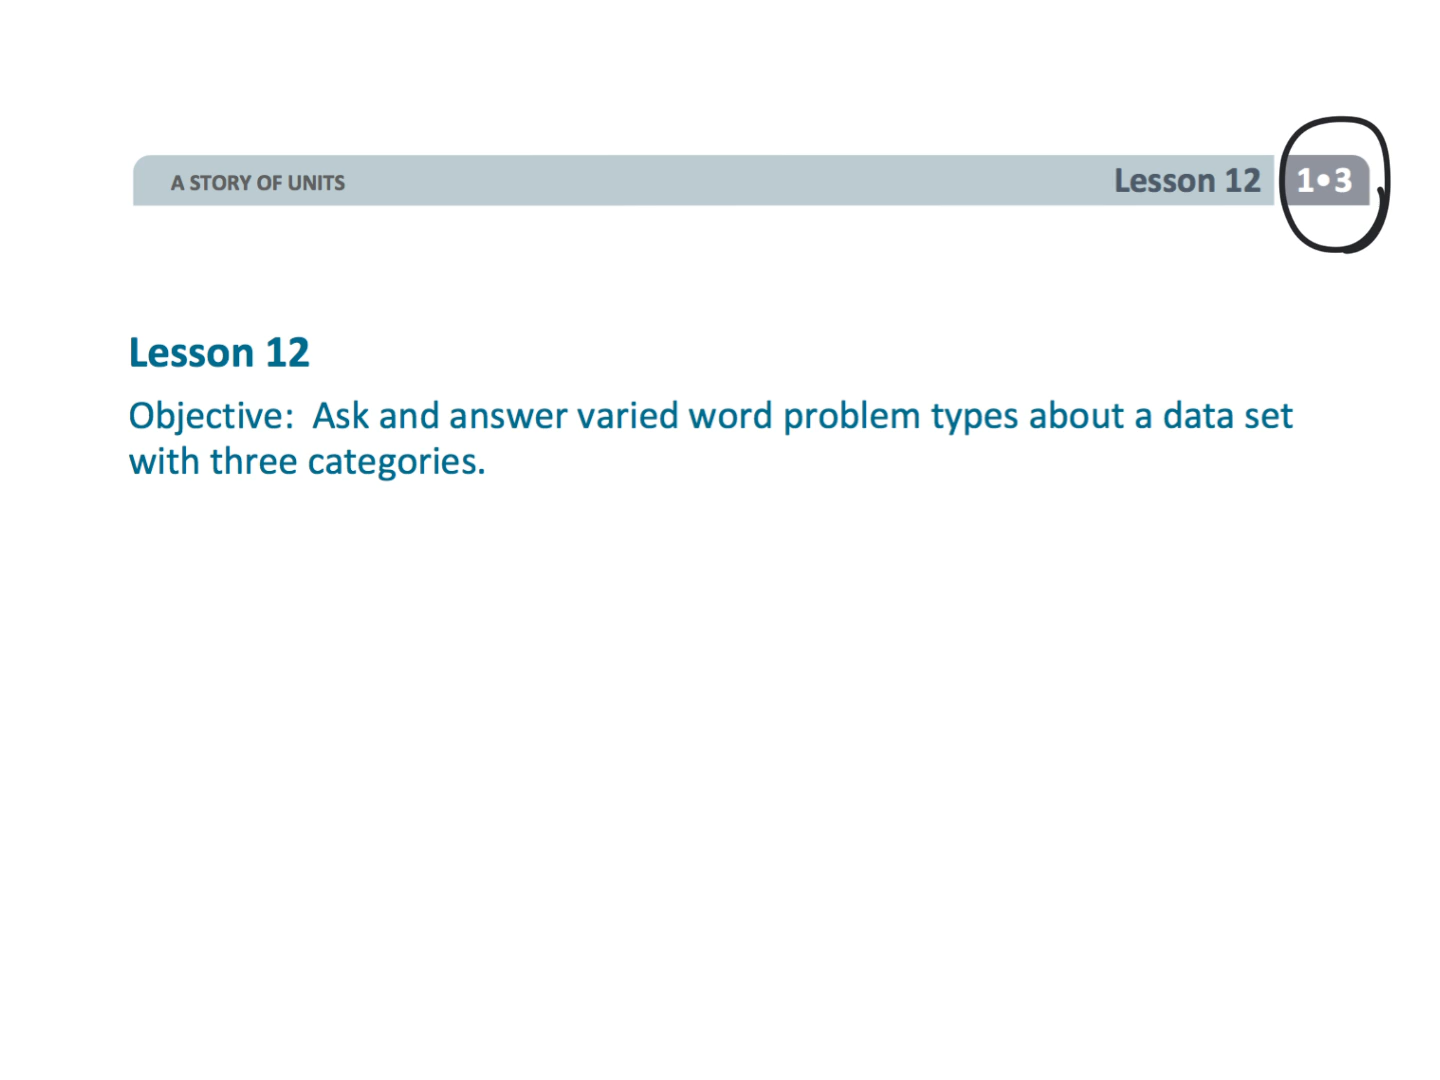 A STORY OF UNITS
Lesson 12
1•3
Lesson 12
Objective:  Ask and answer varied word problem types about a data set
with three categories.